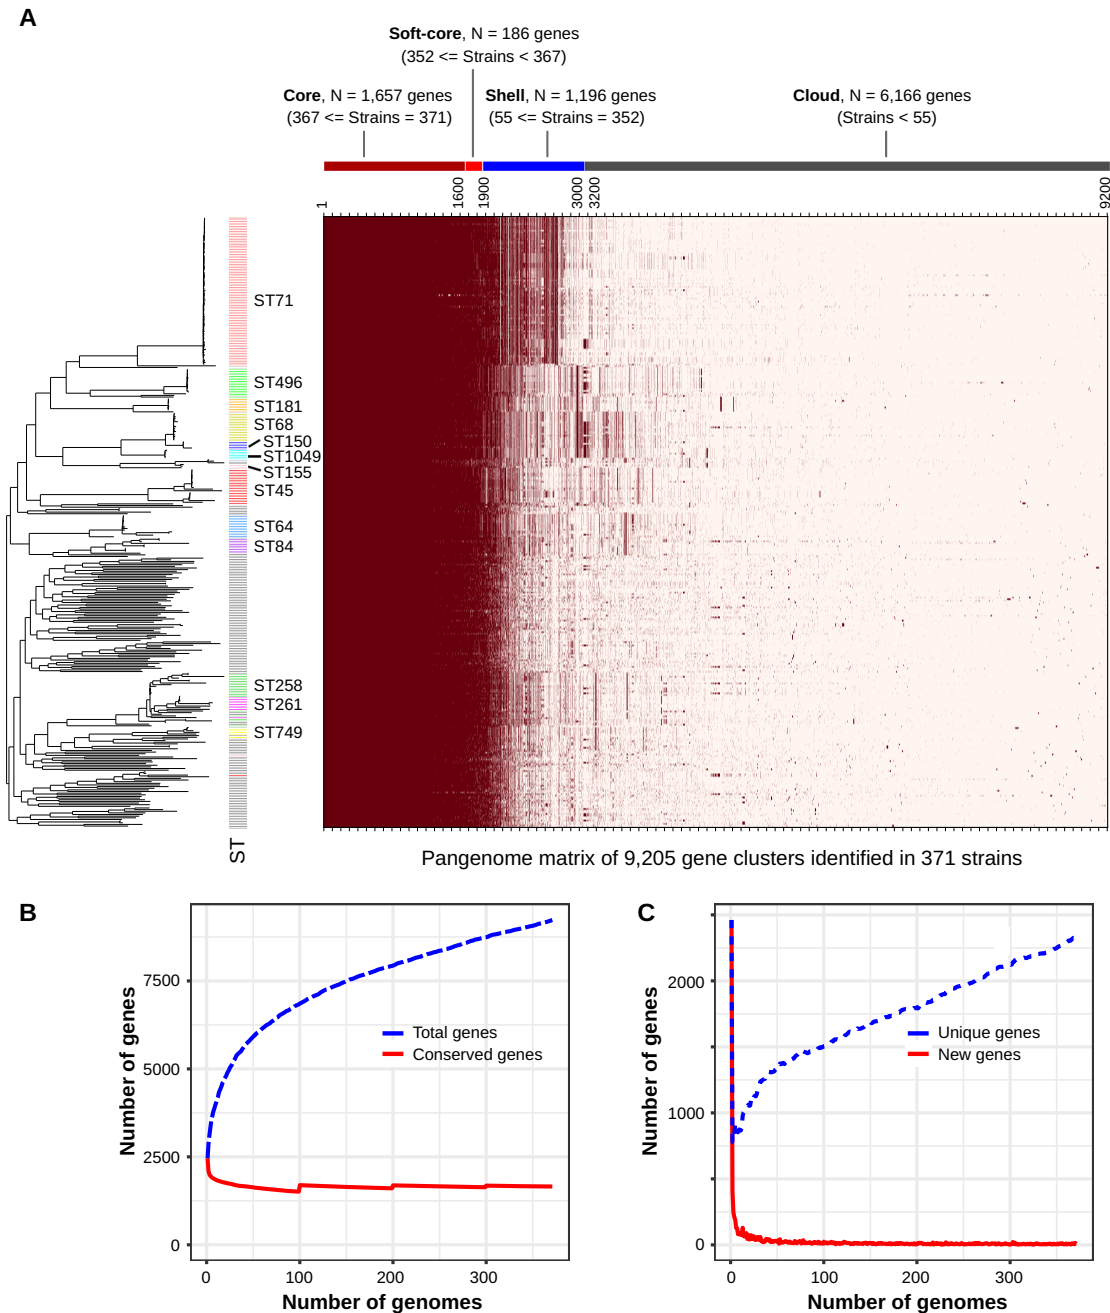 A
Soft-core, N = 186 genes
(352 <= Strains < 367)
Core, N = 1,657 genes
(367 <= Strains = 371)
Shell, N = 1,196 genes
(55 <= Strains = 352)
Cloud, N = 6,166 genes
(Strains < 55)
1
1600
1900
3000
3200
9200
ST71
ST496
ST181
ST68
ST150
ST1049
ST155
ST45
ST64
ST84
ST258
ST261
ST749
ST
Pangenome matrix of 9,205 gene clusters identified in 371 strains
B
Number of genes
7500
5000
2500
0
Total genes
Conserved genes
0 100 200 300
Number of genomes
C
Number of genes
2000
1000
0
Unique genes
New genes
0 100 200 300
Number of genomes